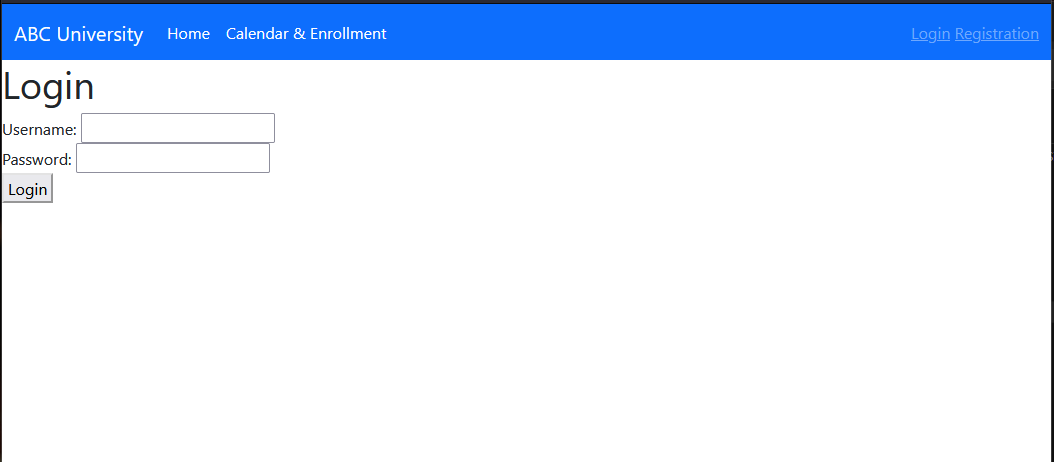 ABC University Home Calendar & Enrollment Login Registration
Login
Username:
Password:
Login